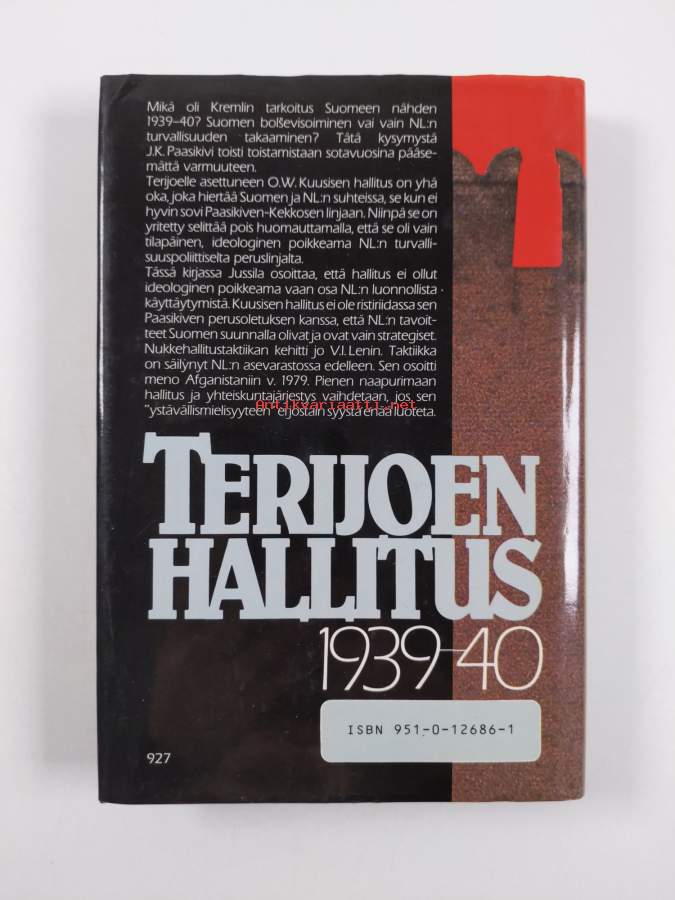 Mikä oli Kremlin tarkoitus Suomeen nähden
1939–40? Suomen bolševisoiminen vai vain NL:n
turvallisuuden takaaminen? Tätä kysymystä
J.K. Paasikivi toisti toistamistaan sotavuosina pääse-
mättä varmuuteen.
Terijoelle asettuneen O.W. Kuusisen hallitus on yhä
oka, joka hiertää Suomen ja NL:n suhteissa, se kun ei
hyvin sovi Paasikiven-Kekkosen linjaan. Niinpä se on
yritetty selittää pois huomauttamalla, että se oli vain
tilapäinen, ideologinen poikkeama NL:n turvalli-
suuspoliittiselta peruslinjalta.
Tässä kirjassa Jussila osoittaa, että hallitus ei ollut
ideologinen poikkeama vaan osa NL:n luonnollista
käyttäytymistä. Kuusisen hallitus ei ole ristiriidassa sen
Paasikiven perusoletuksen kanssa, että NL:n tavoit-
teet Suomen suunnalla olivat ja ovat vain strategiset.
Nukkehallitustaktiikan kehitti jo V.I. Lenin. Taktiikka
on säilynyt NL:n asevarastossa edelleen. Sen osoitti
meno Afganistaniin v. 1979. Pienen naapurimaan
hallitus ja yhteiskuntajärjestys vaihdetaan, jos sen
"ystävällismielisyyteen" ei jostain syystä enää luoteta.
Antikvariaatti.net
TERIJOEN
HALLITUS
1939–40
ISBN 951-0-12686-1
927